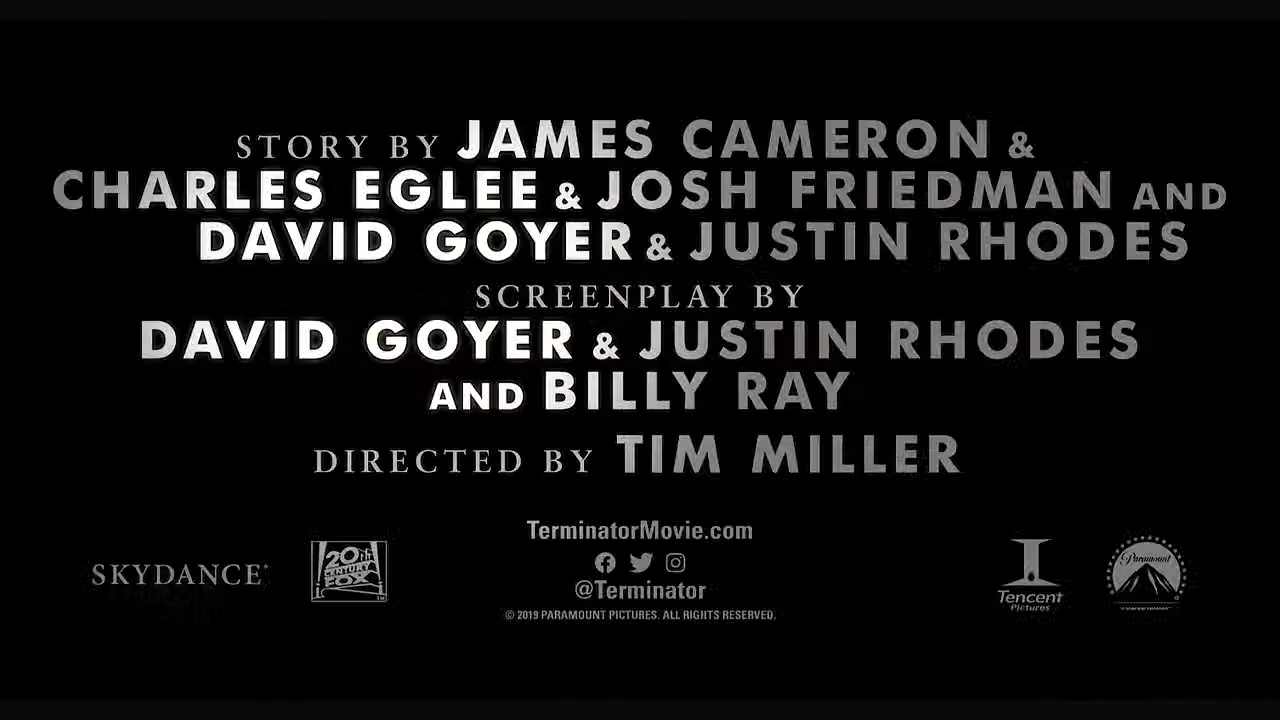 STORY BY JAMES CAMERON &
CHARLES EGLEE & JOSH FRIEDMAN AND
DAVID GOYER & JUSTIN RHODES
SCREENPLAY BY
DAVID GOYER & JUSTIN RHODES
AND BILLY RAY
DIRECTED BY TIM MILLER
TerminatorMovie.com
@Terminator
© 2019 PARAMOUNT PICTURES. ALL RIGHTS RESERVED.
SKYDANCE
20th
CENTURY
FOX
Tencent
Pictures
Paramount